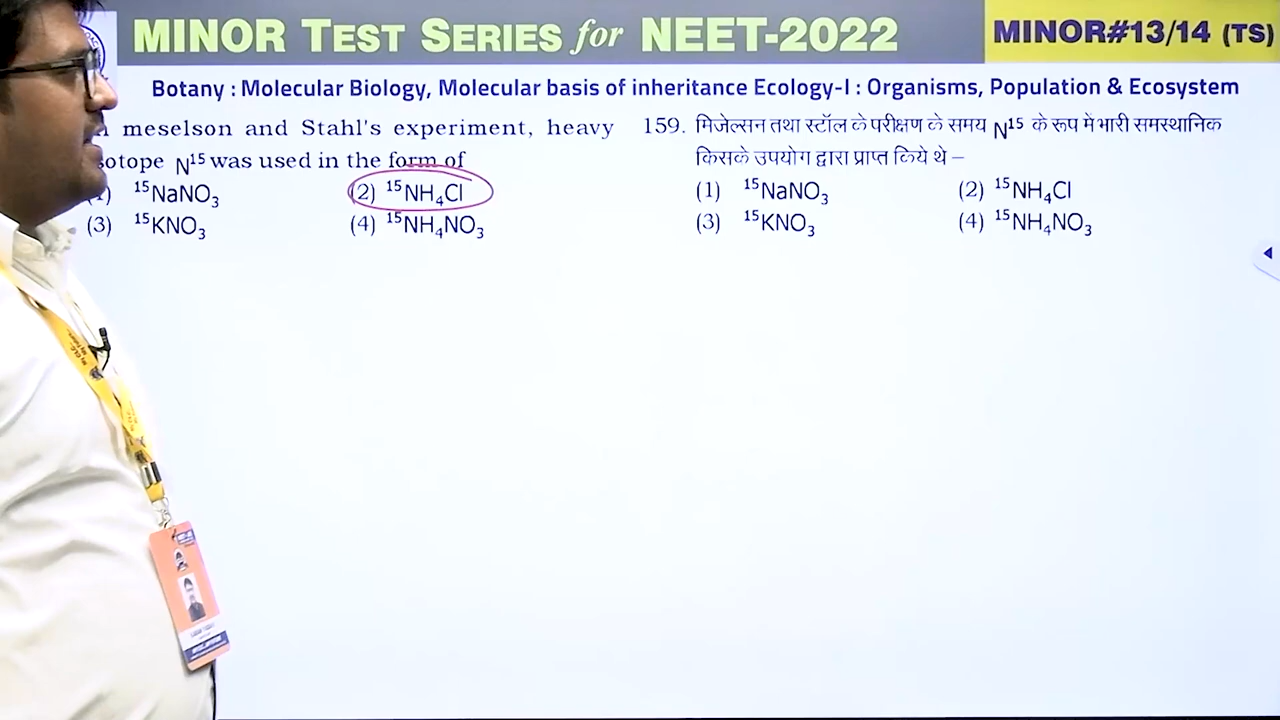 MINOR TEST SERIES for NEET-2022
MINOR#13/14 (TS)
Botany : Molecular Biology, Molecular basis of inheritance Ecology-I : Organisms, Population & Ecosystem
meselson and Stahl's experiment, heavy
N¹⁵ was used in the form of
¹⁵NaNO₃ (2) ¹⁵NH₄Cl
(3) ¹⁵KNO₃ (4) ¹⁵NH₄NO₃
159. मिजेल्सन तथा स्टॉल के परीक्षण के समय N¹⁵ के रूप में भारी समस्थानिक
किसके उपयोग द्वारा प्राप्त किये थे –
(1) ¹⁵NaNO₃ (2) ¹⁵NH₄Cl
(3) ¹⁵KNO₃ (4) ¹⁵NH₄NO₃